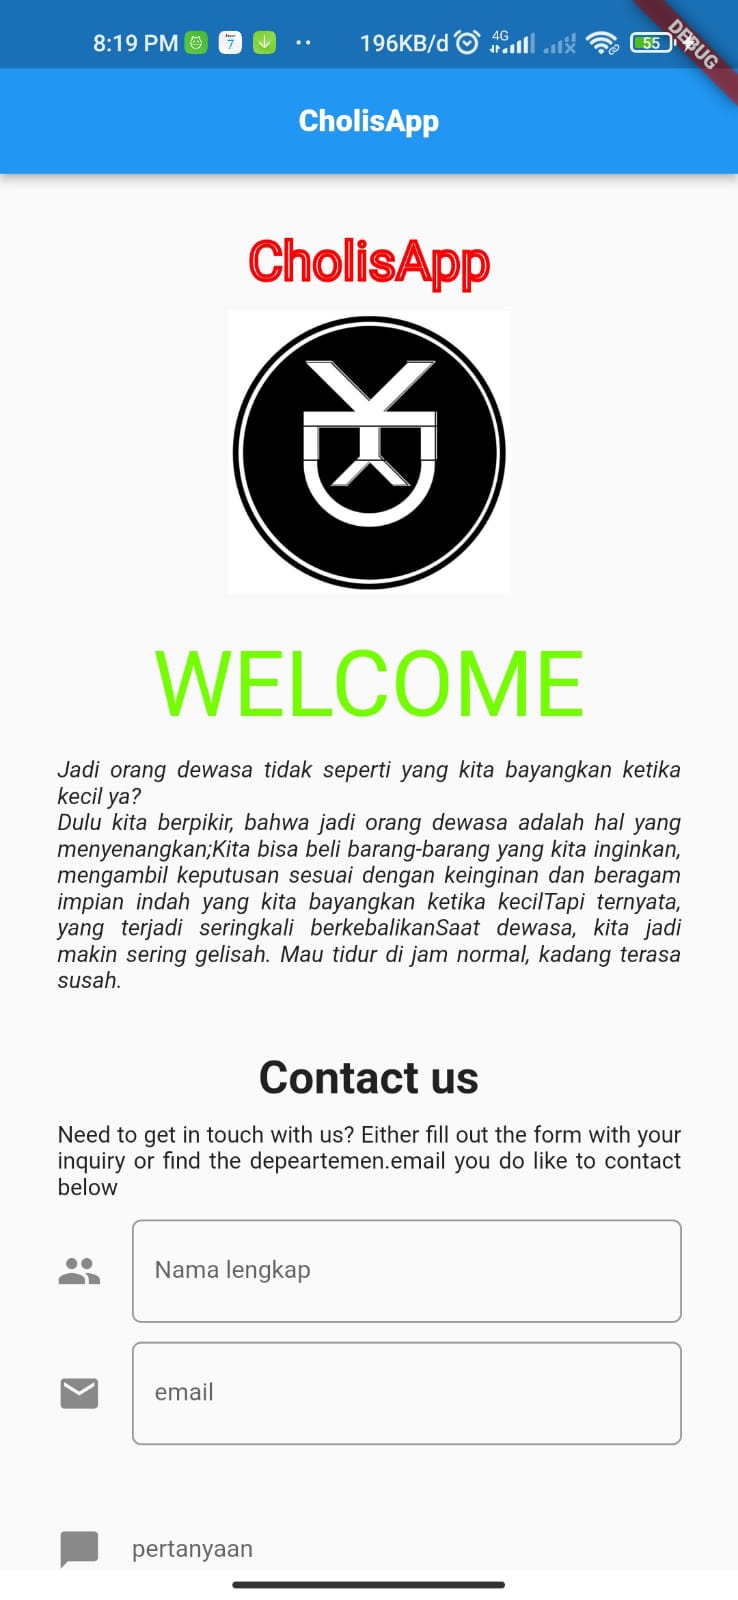 8:19 PM
7
196KB/d
4G
55
DEBUG
CholisApp
CholisApp
WELCOME
Jadi orang dewasa tidak seperti yang kita bayangkan ketika
kecil ya?
Dulu kita berpikir, bahwa jadi orang dewasa adalah hal yang
menyenangkan;Kita bisa beli barang-barang yang kita inginkan,
mengambil keputusan sesuai dengan keinginan dan beragam
impian indah yang kita bayangkan ketika kecilTapi ternyata,
yang terjadi seringkali berkebalikanSaat dewasa, kita jadi
makin sering gelisah. Mau tidur di jam normal, kadang terasa
susah.
Contact us
Need to get in touch with us? Either fill out the form with your
inquiry or find the depeartemen.email you do like to contact
below
Nama lengkap
email
pertanyaan